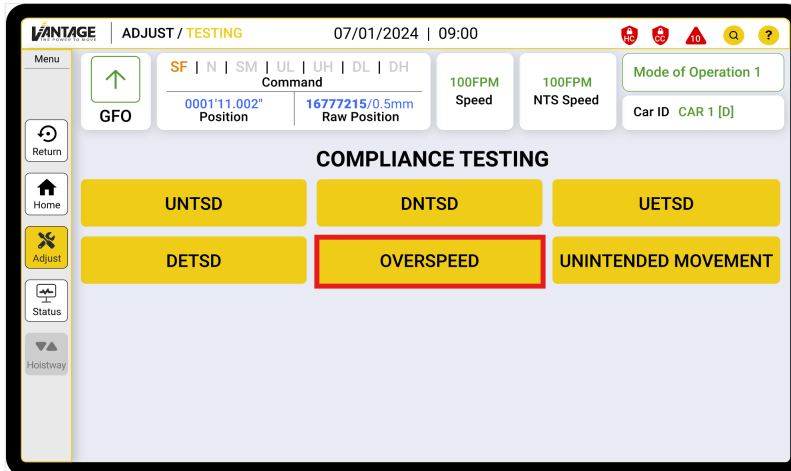 VANTAGE
THE POWER TO MOVE
ADJUST / TESTING
07/01/2024 | 09:00
HC
CC
10
Q
?
Menu
GFO
SF | N | SM | UL | UH | DL | DH
Command
0001'11.002"
Position
16777215/0.5mm
Raw Position
100FPM
Speed
100FPM
NTS Speed
Mode of Operation 1
Car ID CAR 1 [D]
Return
Home
Adjust
Status
Hoistway
COMPLIANCE TESTING
UNTSD
DNTSD
UETSD
DETSD
OVERSPEED
UNINTENDED MOVEMENT